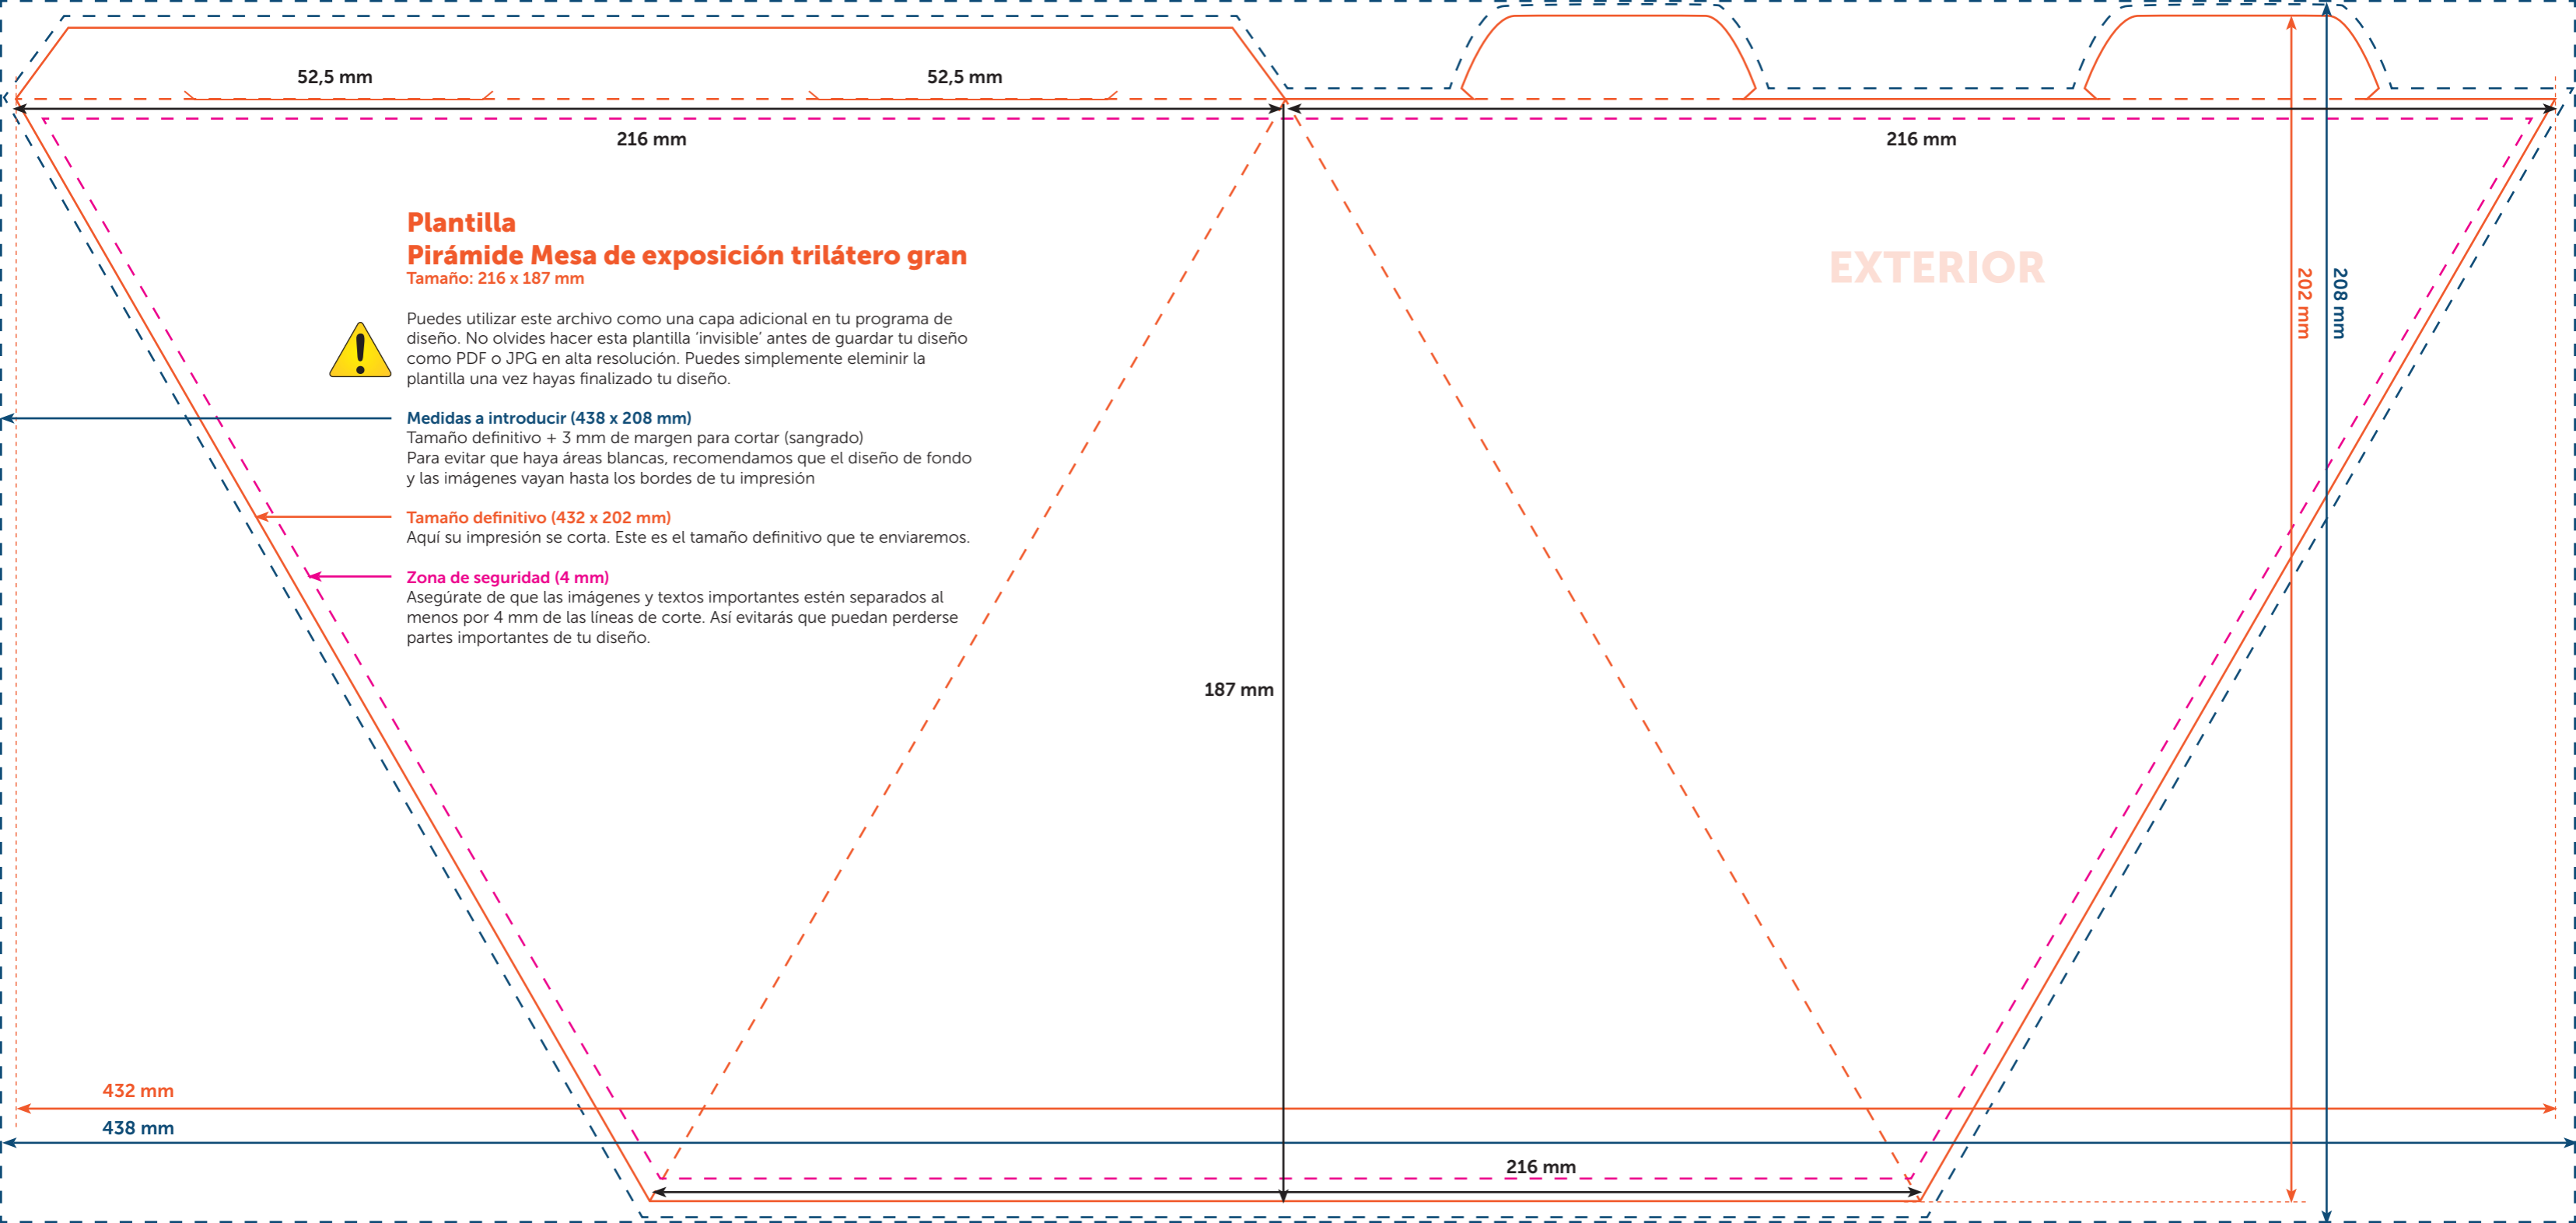 52,5 mm
52,5 mm
216 mm
216 mm
Plantilla
Pirámide Mesa de exposición trilátero gran
Tamaño: 216 x 187 mm
EXTERIOR
202 mm
208 mm
Puedes utilizar este archivo como una capa adicional en tu programa de
diseño. No olvides hacer esta plantilla ‘invisible’ antes de guardar tu diseño
como PDF o JPG en alta resolución. Puedes simplemente eleminir la
plantilla una vez hayas finalizado tu diseño.
Medidas a introducir (438 x 208 mm)
Tamaño definitivo + 3 mm de margen para cortar (sangrado)
Para evitar que haya áreas blancas, recomendamos que el diseño de fondo
y las imágenes vayan hasta los bordes de tu impresión
Tamaño definitivo (432 x 202 mm)
Aquí su impresión se corta. Este es el tamaño definitivo que te enviaremos.
Zona de seguridad (4 mm)
Asegúrate de que las imágenes y textos importantes estén separados al
menos por 4 mm de las líneas de corte. Así evitarás que puedan perderse
partes importantes de tu diseño.
187 mm
432 mm
438 mm
216 mm